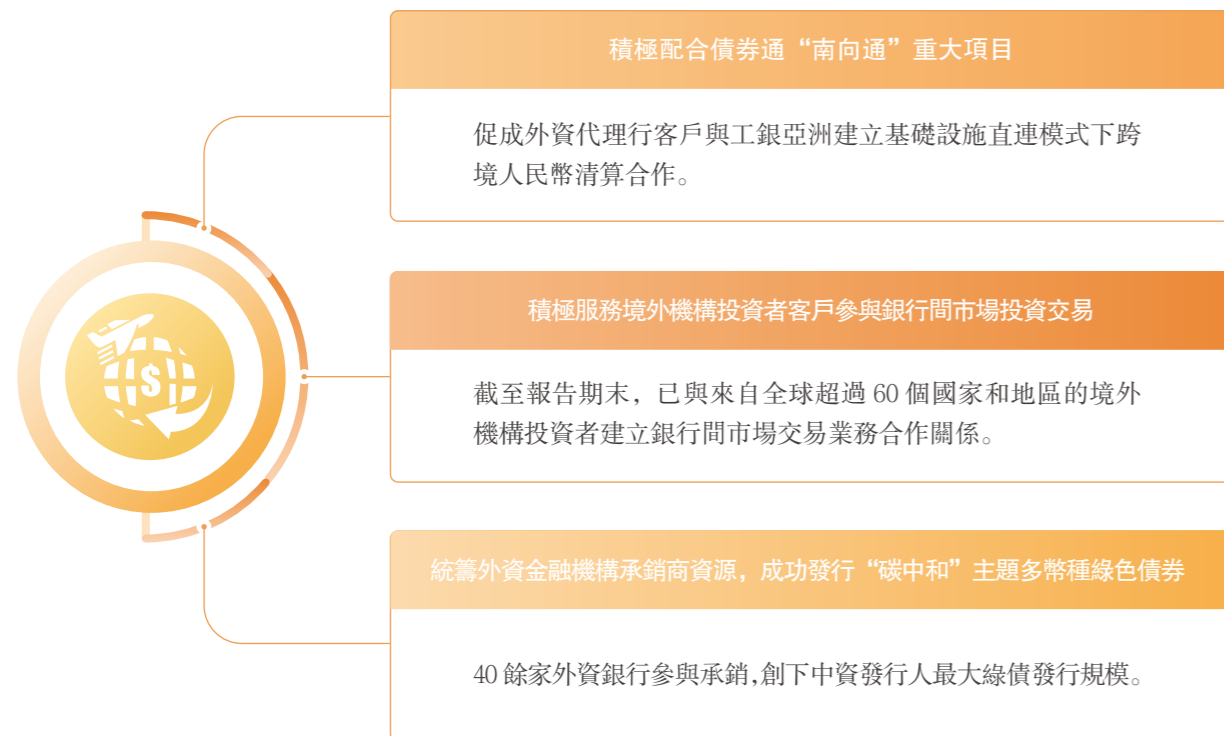 積極配合債券通“南向通”重大項目
促成外資代理行客戶與工銀亞洲建立基礎設施直連模式下跨
境人民幣清算合作。
積極服務境外機構投資者客戶參與銀行間市場投資交易
截至報告期末，已與來自全球超過 60 個國家和地區的境外
機構投資者建立銀行間市場交易業務合作關係。
統籌外資金融機構承銷商資源，成功發行“碳中和”主題多幣種綠色債券
40 餘家外資銀行參與承銷,創下中資發行人最大綠債發行規模。
$